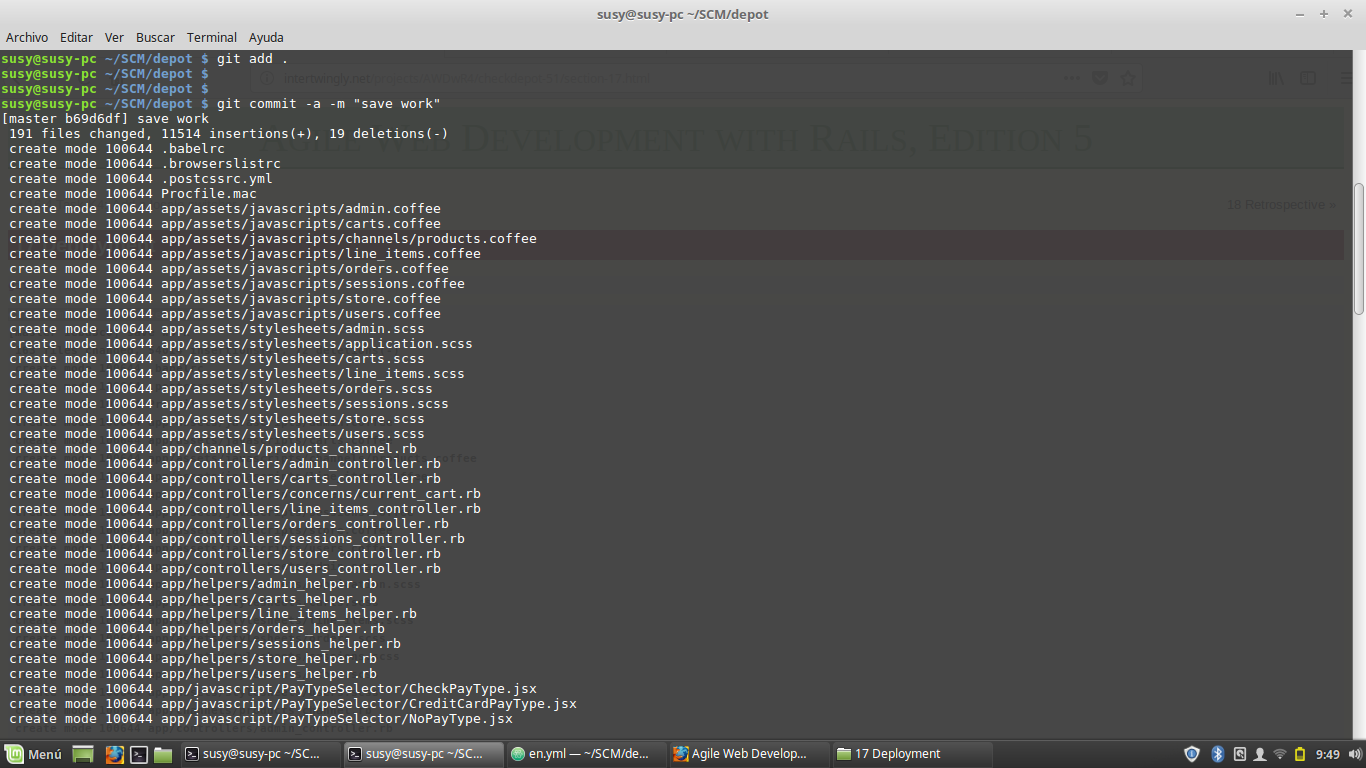 susy@susy-pc ~/SCM/depot
Archivo Editar Ver Buscar Terminal Ayuda
susy@susy-pc ~/SCM/depot $ git add .
susy@susy-pc ~/SCM/depot $
susy@susy-pc ~/SCM/depot $
susy@susy-pc ~/SCM/depot $ git commit -a -m "save work"
[master b69d6df] save work
191 files changed, 11514 insertions(+), 19 deletions(-)
create mode 100644 .babelrc
create mode 100644 .browserslistrc
create mode 100644 .postcssrc.yml
create mode 100644 Procfile.mac
create mode 100644 app/assets/javascripts/admin.coffee
create mode 100644 app/assets/javascripts/carts.coffee
create mode 100644 app/assets/javascripts/channels/products.coffee
create mode 100644 app/assets/javascripts/line_items.coffee
create mode 100644 app/assets/javascripts/orders.coffee
create mode 100644 app/assets/javascripts/sessions.coffee
create mode 100644 app/assets/javascripts/store.coffee
create mode 100644 app/assets/javascripts/users.coffee
create mode 100644 app/assets/stylesheets/admin.scss
create mode 100644 app/assets/stylesheets/application.scss
create mode 100644 app/assets/stylesheets/carts.scss
create mode 100644 app/assets/stylesheets/line_items.scss
create mode 100644 app/assets/stylesheets/orders.scss
create mode 100644 app/assets/stylesheets/sessions.scss
create mode 100644 app/assets/stylesheets/store.scss
create mode 100644 app/assets/stylesheets/users.scss
create mode 100644 app/channels/products_channel.rb
create mode 100644 app/controllers/admin_controller.rb
create mode 100644 app/controllers/carts_controller.rb
create mode 100644 app/controllers/concerns/current_cart.rb
create mode 100644 app/controllers/line_items_controller.rb
create mode 100644 app/controllers/orders_controller.rb
create mode 100644 app/controllers/sessions_controller.rb
create mode 100644 app/controllers/store_controller.rb
create mode 100644 app/controllers/users_controller.rb
create mode 100644 app/helpers/admin_helper.rb
create mode 100644 app/helpers/carts_helper.rb
create mode 100644 app/helpers/line_items_helper.rb
create mode 100644 app/helpers/orders_helper.rb
create mode 100644 app/helpers/sessions_helper.rb
create mode 100644 app/helpers/store_helper.rb
create mode 100644 app/helpers/users_helper.rb
create mode 100644 app/javascript/PayTypeSelector/CheckPayType.jsx
create mode 100644 app/javascript/PayTypeSelector/CreditCardPayType.jsx
create mode 100644 app/javascript/PayTypeSelector/NoPayType.jsx
Agile Web Development with Rails, Edition 5
18 Retrospective »
Menú susy@susy-pc ~/SC... susy@susy-pc ~/SC... en.yml — ~/SCM/de... Agile Web Develop... 17 Deployment 9:49